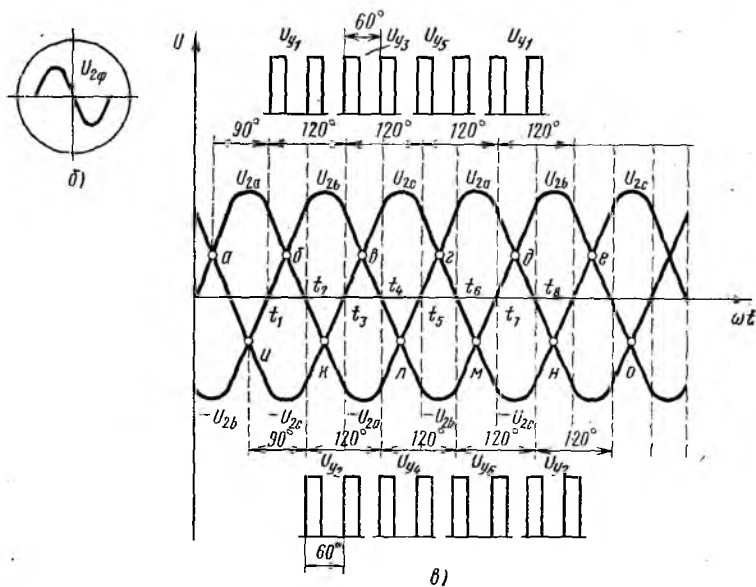 60°
U
Uу1 Uу3 Uу5 Uу1
U2φ
90° 120° 120° 120° 120°
б)
U2a U2b U2c U2a U2b U2c
а б в г д е
t1 t2 t3 t4 t5 t6 t7 t8
ωt
и к л м н о
-U2b -U2c -U2a -U2b -U2c
90° 120° 120° 120° 120°
Uу2 Uу4 Uу6 Uу2
60°
в)